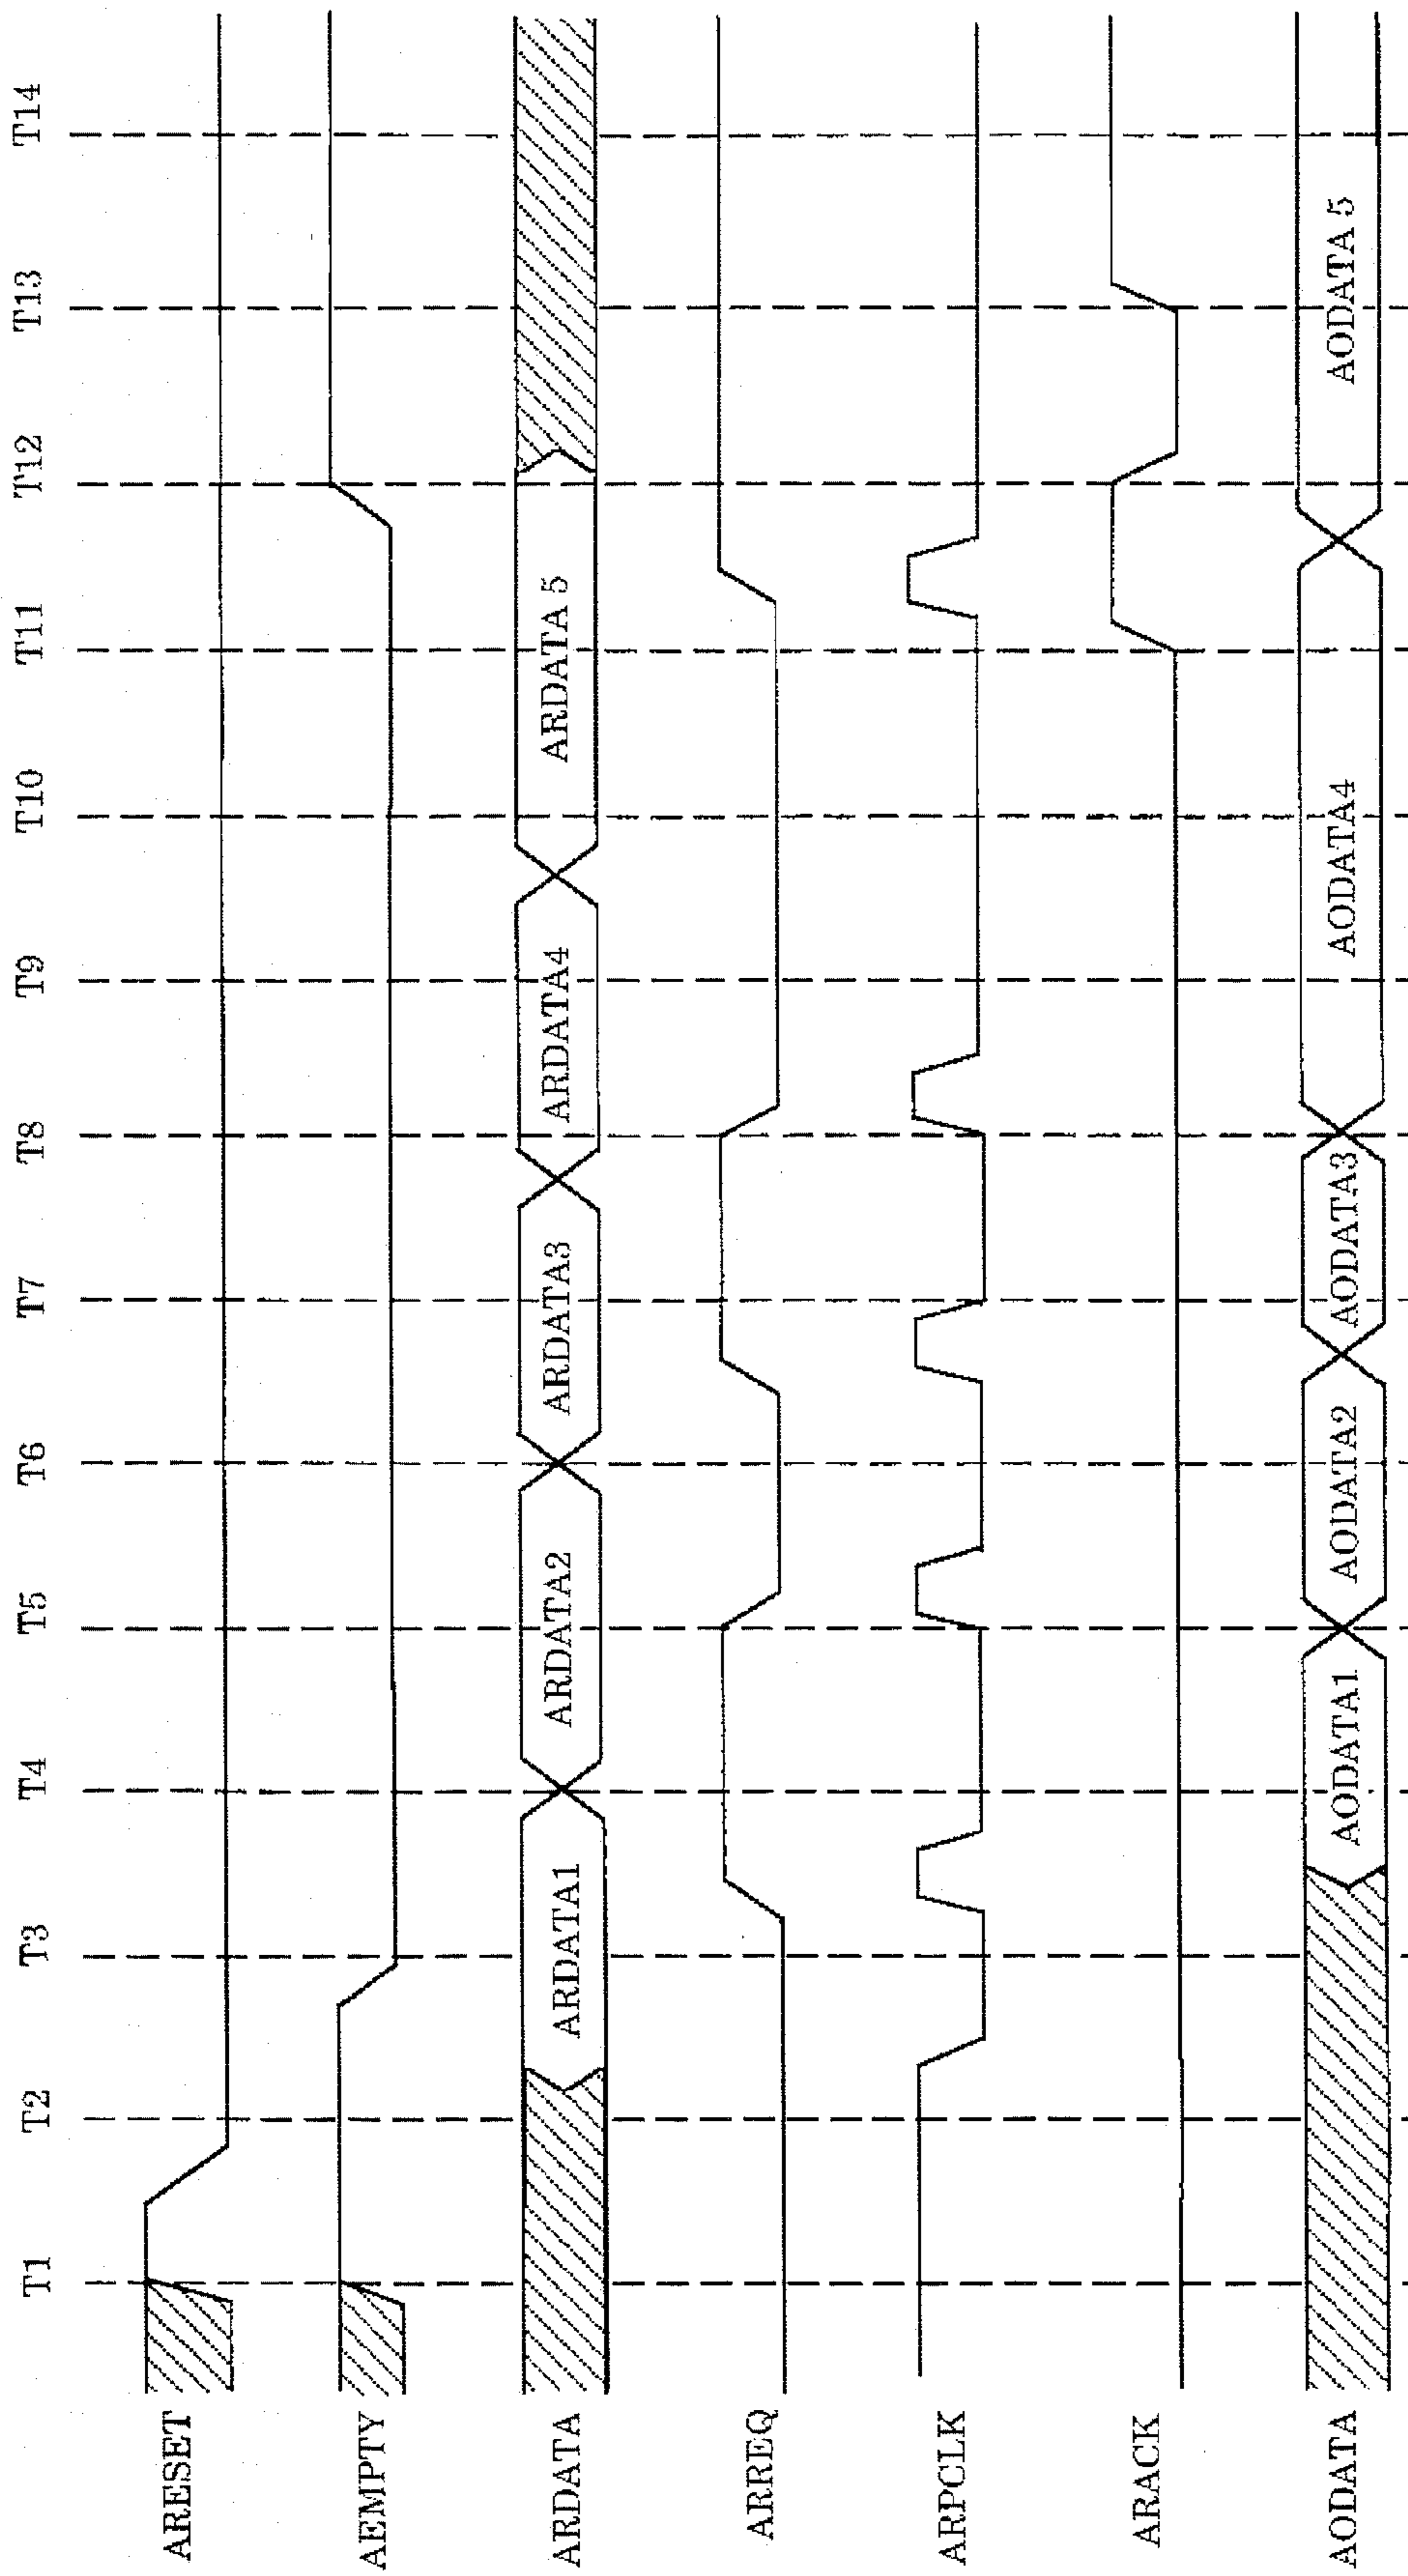 T1 T2 T3 T4 T5 T6 T7 T8 T9 T10 T11 T12 T13 T14
ARESET
AEMPTY
ARDATA ARDATA1 ARDATA2 ARDATA3 ARDATA4 ARDATA 5
ARREQ
ARPCLK
ARACK
AODATA AODATA1 AODATA2 AODATA3 AODATA4 AODATA 5